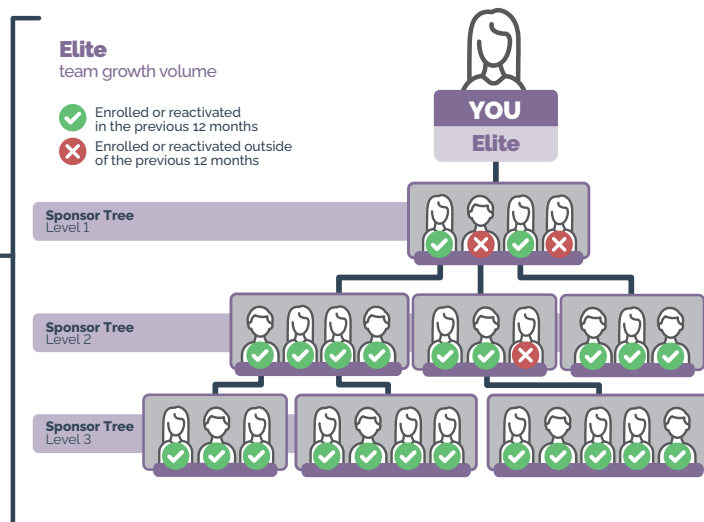 Elite
team growth volume
Enrolled or reactivated
in the previous 12 months
Enrolled or reactivated outside
of the previous 12 months
YOU
Elite
Sponsor Tree
Level 1
Sponsor Tree
Level 2
Sponsor Tree
Level 3